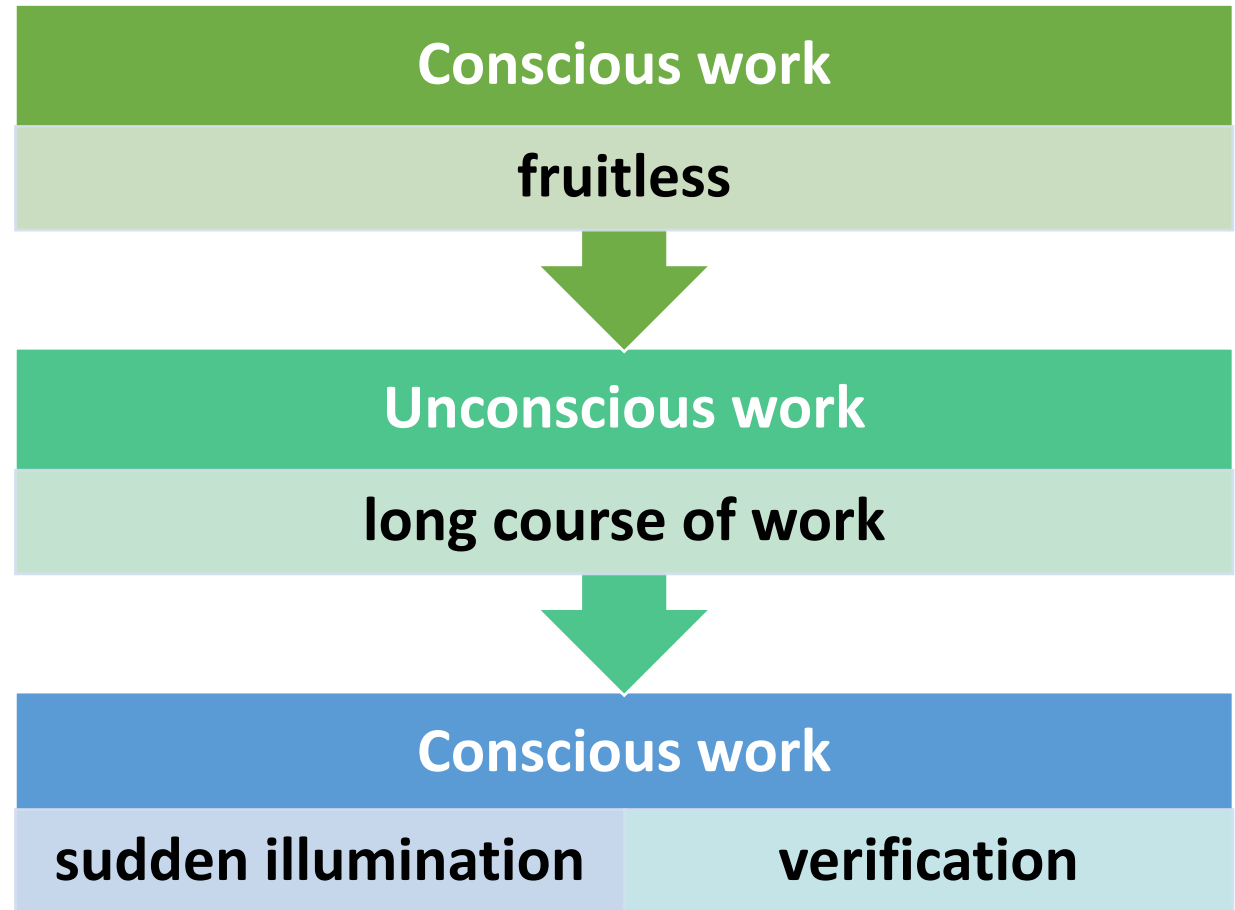 Conscious work
fruitless
Unconscious work
long course of work
Conscious work
sudden illumination
verification